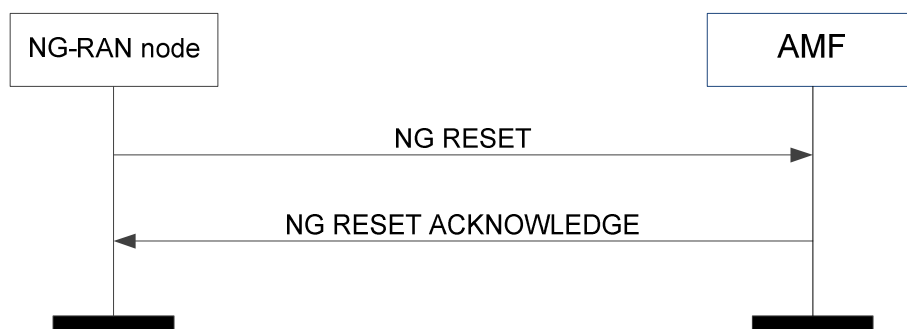 NG-RAN node
AMF
NG RESET
NG RESET ACKNOWLEDGE